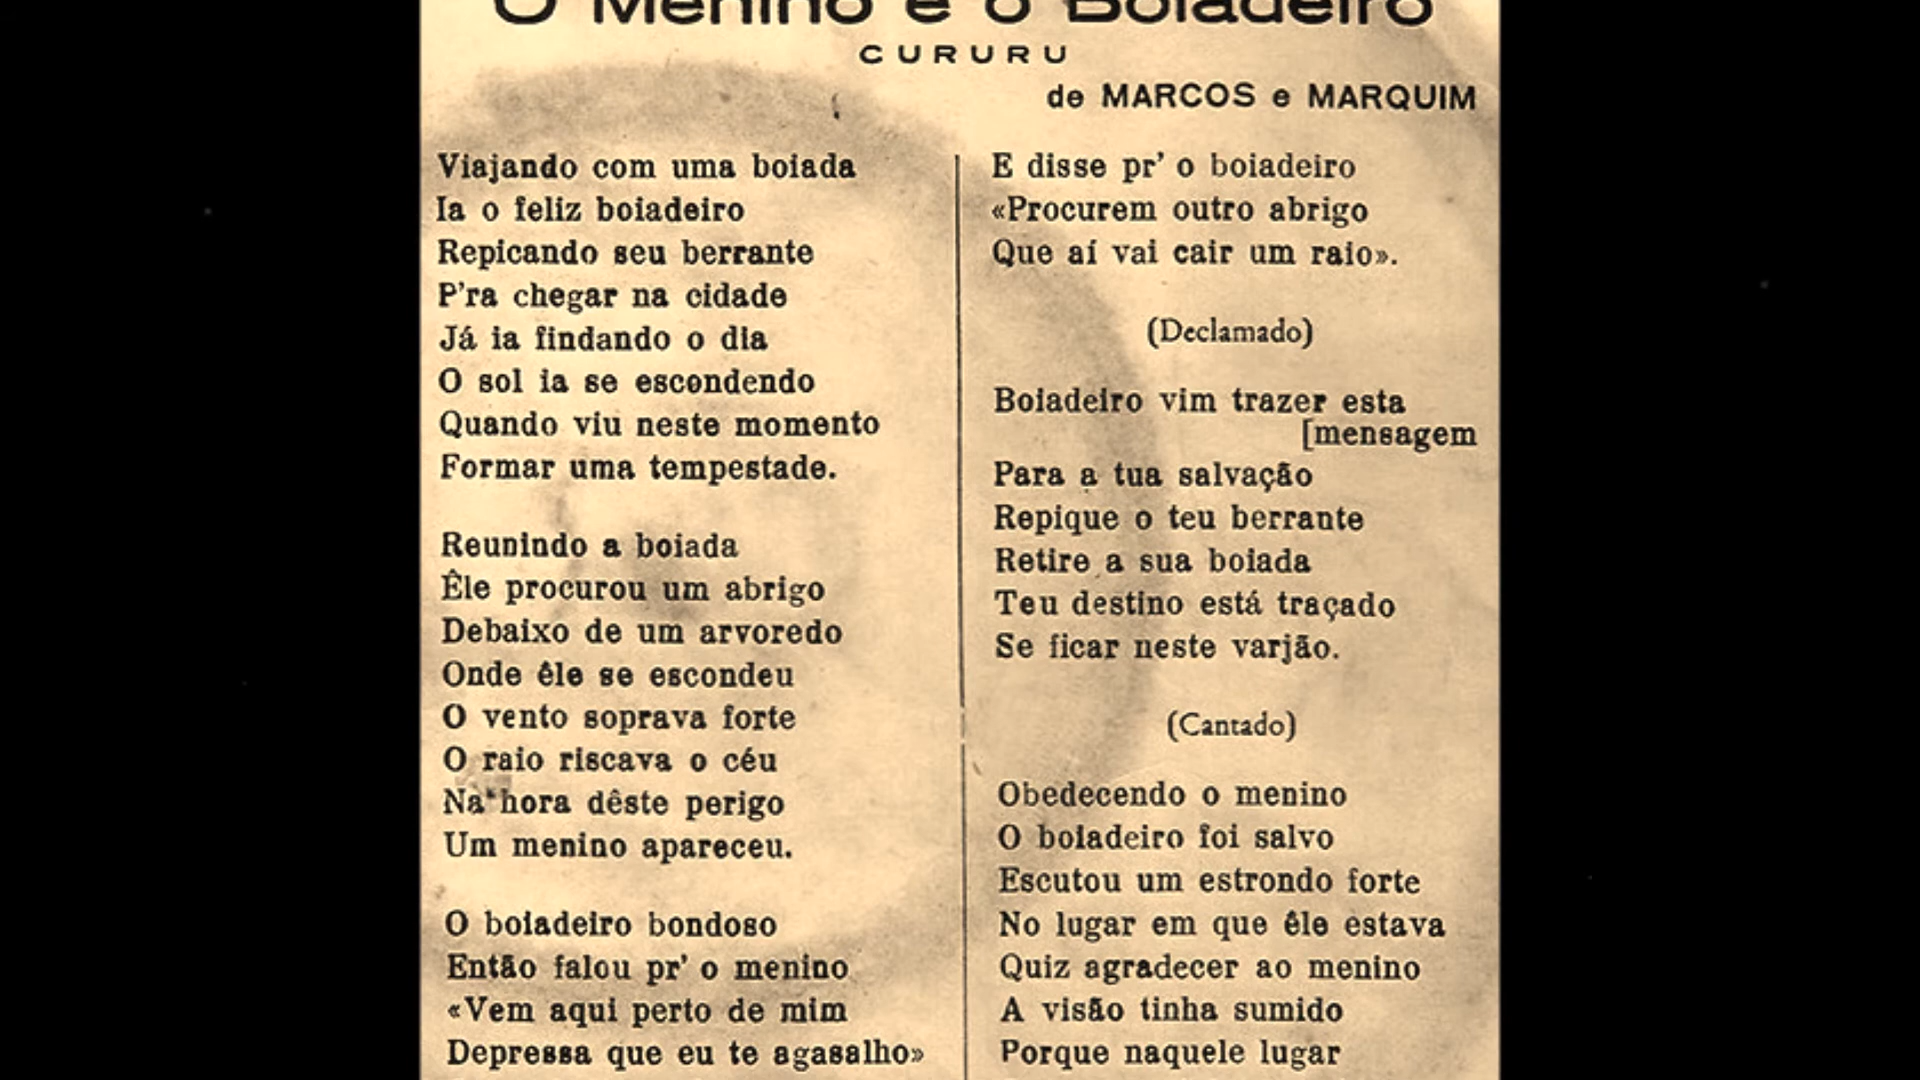 O Menino e o Boiadeiro
CURURU
de MARCOS e MARQUIM
Viajando com uma boiada
Ia o feliz boiadeiro
Repicando seu berrante
P'ra chegar na cidade
Já ia findando o dia
O sol ia se escondendo
Quando viu neste momento
Formar uma tempestade.
Reunindo a boiada
Êle procurou um abrigo
Debaixo de um arvoredo
Onde êle se escondeu
O vento soprava forte
O raio riscava o céu
Na hora dêste perigo
Um menino apareceu.
O boiadeiro bondoso
Então falou pr' o menino
«Vem aqui perto de mim
Depressa que eu te agasalho»
E disse pr' o boiadeiro
«Procurem outro abrigo
Que aí vai cair um raio».
(Declamado)
Boiadeiro vim trazer esta
[mensagem
Para a tua salvação
Repique o teu berrante
Retire a sua boiada
Teu destino está traçado
Se ficar neste varjão.
(Cantado)
Obedecendo o menino
O boiadeiro foi salvo
Escutou um estrondo forte
No lugar em que êle estava
Quiz agradecer ao menino
A visão tinha sumido
Porque naquele lugar